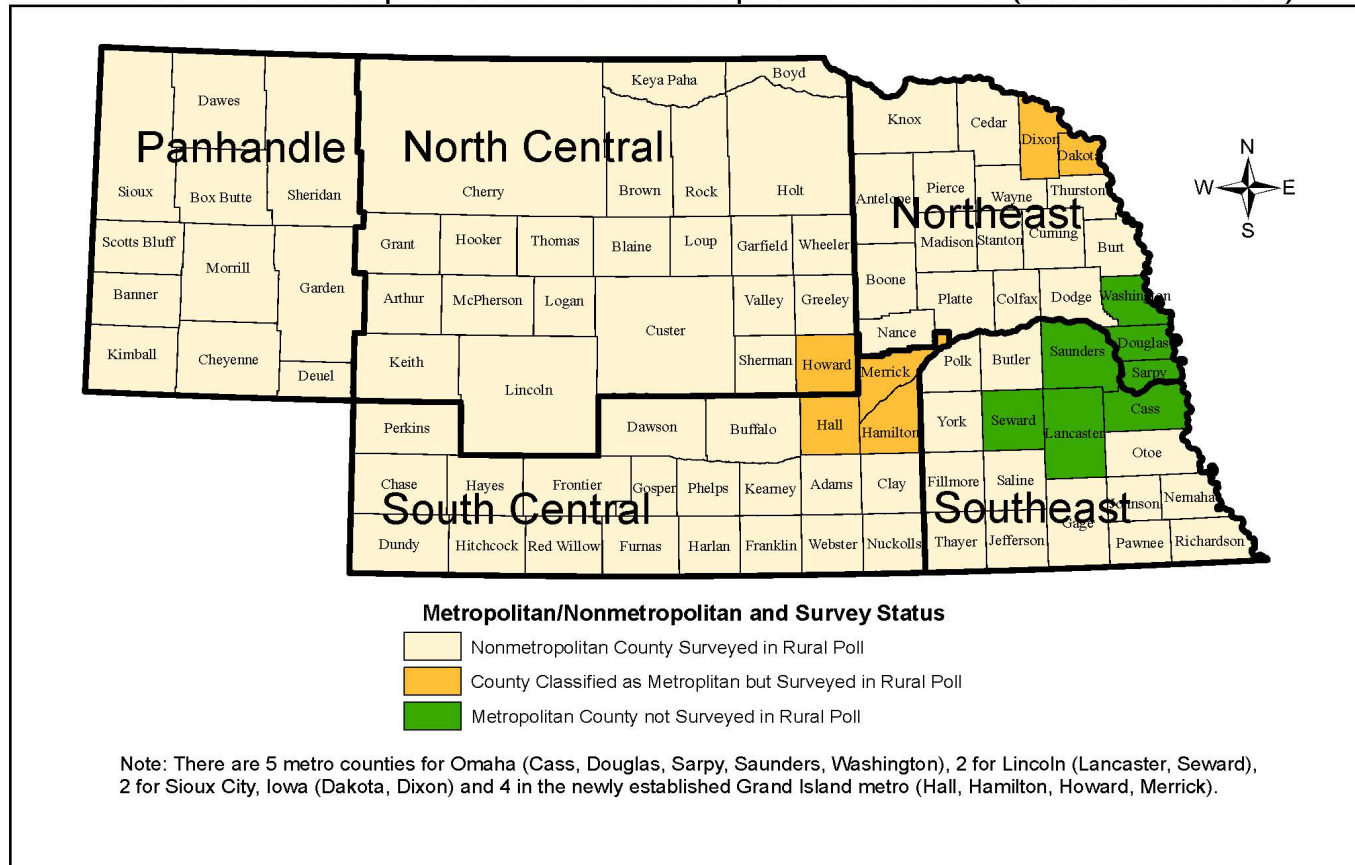 Keya Paha
Boyd
Dawes
Knox
Cedar
Dixon
Dakota
N
W
E
S
Panhandle
North Central
Sioux
Box Butte
Sheridan
Cherry
Brown
Rock
Holt
Antelope
Pierce
Wayne
Thurston
Northeast
Scotts Bluff
Morrill
Garden
Grant
Hooker
Thomas
Blaine
Loup
Garfield
Wheeler
Madison
Stanton
Cuming
Burt
Banner
Arthur
McPherson
Logan
Custer
Valley
Greeley
Boone
Platte
Colfax
Dodge
Washington
Kimball
Cheyenne
Deuel
Keith
Lincoln
Sherman
Howard
Nance
Merrick
Polk
Butler
Saunders
Douglas
Sarpy
Perkins
Dawson
Buffalo
Hall
Hamilton
York
Seward
Lancaster
Cass
Otoe
Chase
Hayes
Frontier
Gosper
Phelps
Kearney
Adams
Clay
Fillmore
Saline
Johnson
Nemaha
South Central
Southeast
Gage
Dundy
Hitchcock
Red Willow
Furnas
Harlan
Franklin
Webster
Nuckolls
Thayer
Jefferson
Pawnee
Richardson
Metropolitan/Nonmetropolitan and Survey Status
Nonmetropolitan County Surveyed in Rural Poll
County Classified as Metroplitan but Surveyed in Rural Poll
Metropolitan County not Surveyed in Rural Poll
Note: There are 5 metro counties for Omaha (Cass, Douglas, Sarpy, Saunders, Washington), 2 for Lincoln (Lancaster, Seward),
2 for Sioux City, Iowa (Dakota, Dixon) and 4 in the newly established Grand Island metro (Hall, Hamilton, Howard, Merrick).